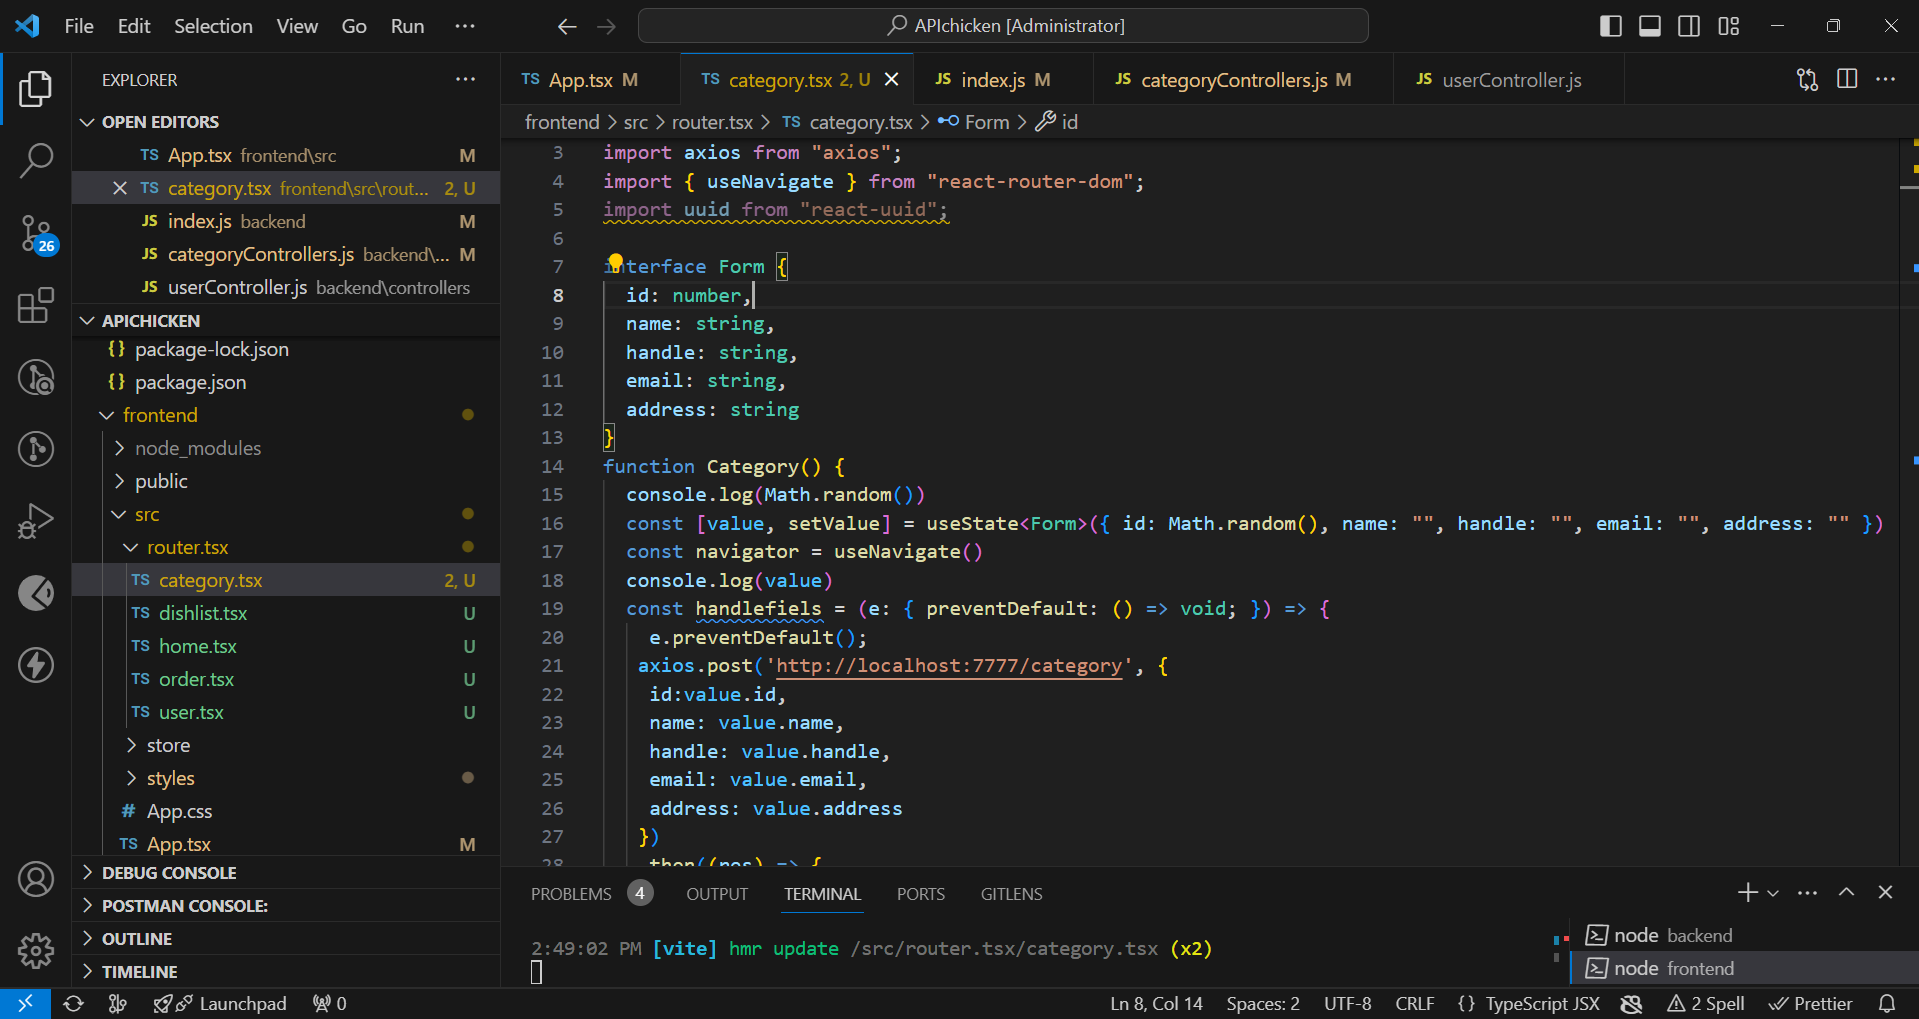 File Edit Selection View Go Run ··· APIchicken [Administrator]
EXPLORER ···
OPEN EDITORS
TS App.tsx frontend\src M
TS category.tsx frontend\src\rout... 2, U
JS index.js backend M
JS categoryControllers.js backend\... M
JS userController.js backend\controllers
APICHICKEN
{} package-lock.json
{} package.json
frontend
node_modules
public
src
router.tsx
TS category.tsx 2, U
TS dishlist.tsx U
TS home.tsx U
TS order.tsx U
TS user.tsx U
store
styles
# App.css
TS App.tsx M
DEBUG CONSOLE
POSTMAN CONSOLE:
OUTLINE
TIMELINE
26
TS App.tsx M TS category.tsx 2, U JS index.js M JS categoryControllers.js M JS userController.js ···
frontend > src > router.tsx > TS category.tsx > Form > id
3 import axios from "axios";
4 import { useNavigate } from "react-router-dom";
5 import uuid from "react-uuid";
6
7 interface Form {
8 id: number,
9 name: string,
10 handle: string,
11 email: string,
12 address: string
13 }
14 function Category() {
15 console.log(Math.random())
16 const [value, setValue] = useState<Form>({ id: Math.random(), name: "", handle: "", email: "", address: "" })
17 const navigator = useNavigate()
18 console.log(value)
19 const handlefiels = (e: { preventDefault: () => void; }) => {
20 e.preventDefault();
21 axios.post('http://localhost:7777/category', {
22 id:value.id,
23 name: value.name,
24 handle: value.handle,
25 email: value.email,
26 address: value.address
27 })
28 then((res) => {
PROBLEMS 4 OUTPUT TERMINAL PORTS GITLENS
2:49:02 PM [vite] hmr update /src/router.tsx/category.tsx (x2)
node backend
node frontend
Launchpad 0 Ln 8, Col 14 Spaces: 2 UTF-8 CRLF {} TypeScript JSX 2 Spell Prettier